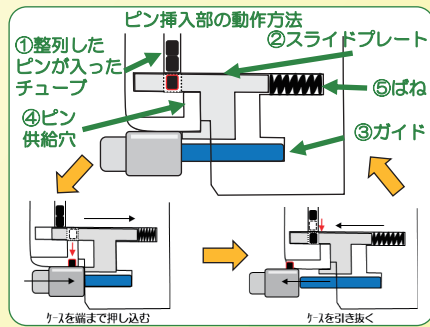 ピン挿入部の動作方法
①整列した
ピンが入った
チューブ
②スライドプレート
⑤ばね
④ピン
供給穴
③ガイド
ケースを端まで押し込む
ケースを引き抜く